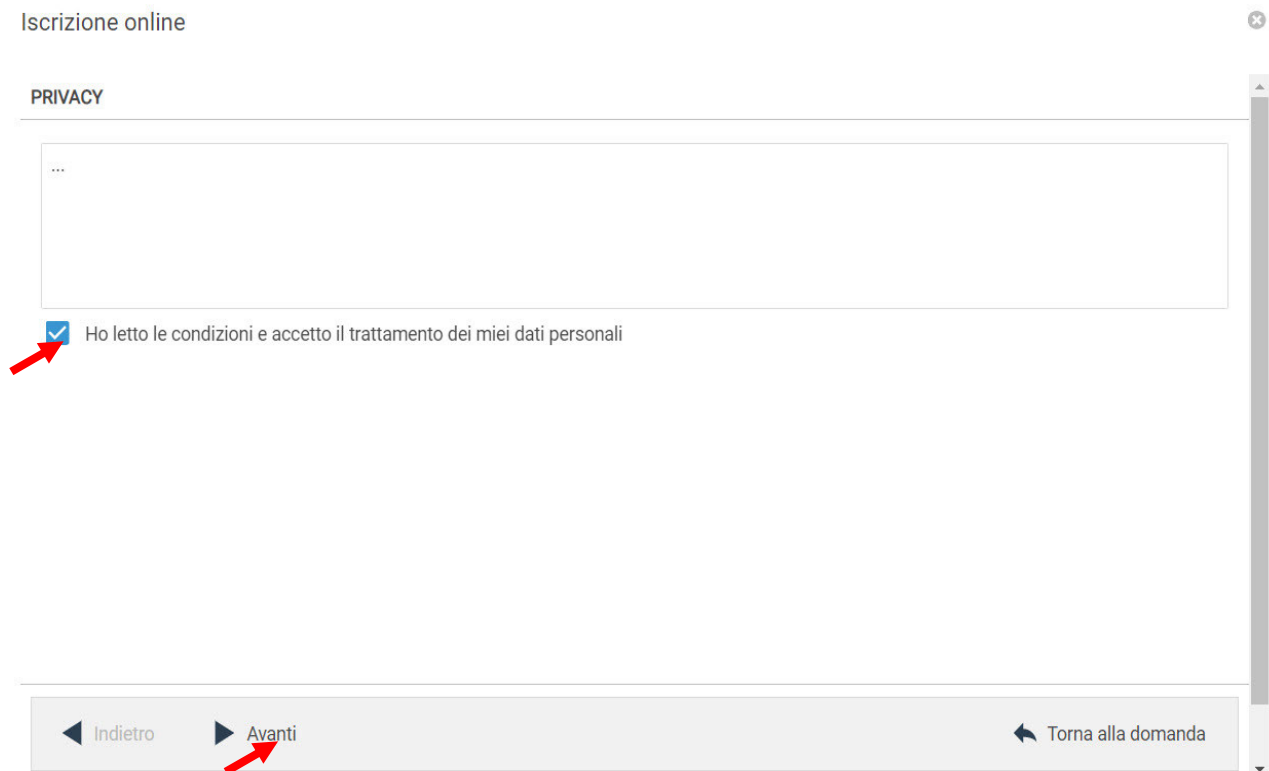 Iscrizione online
PRIVACY
...
Ho letto le condizioni e accetto il trattamento dei miei dati personali
Indietro Avanti Torna alla domanda